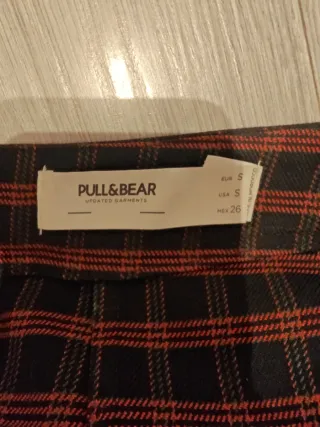 PULL&BEAR
UPDATED GARMENTS
EUR S
USA S
MEX 26